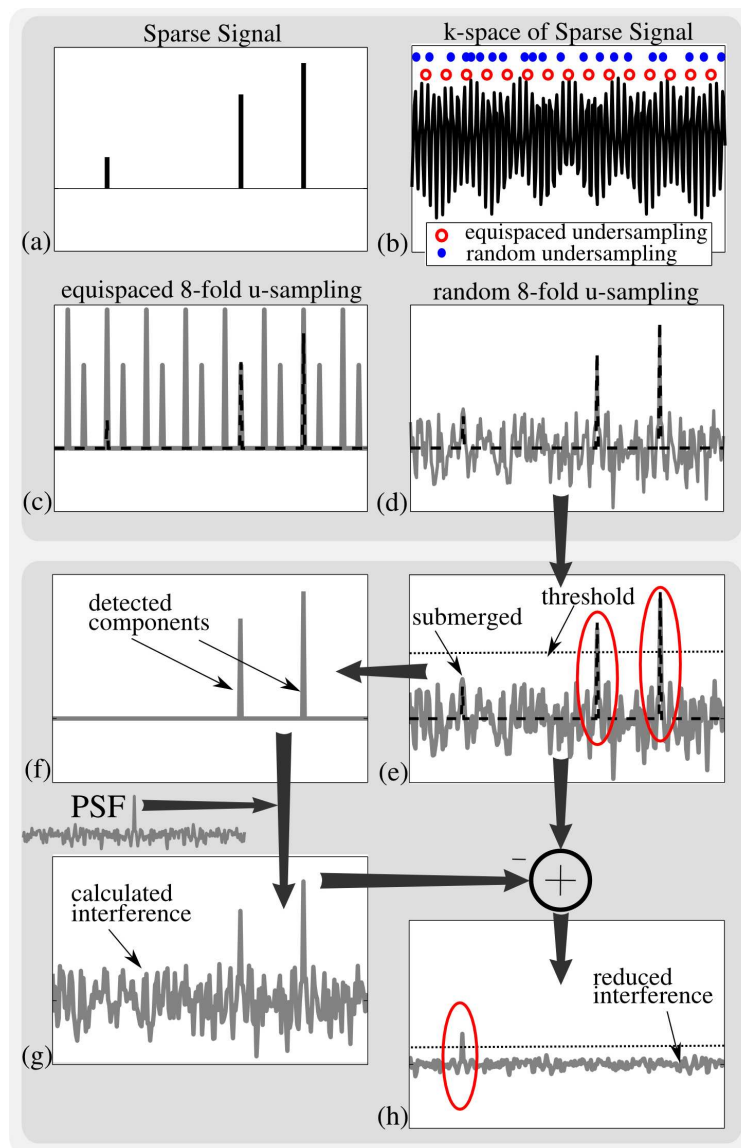 Sparse Signal
k-space of Sparse Signal
(a)
(b)
equispaced undersampling
random undersampling
equispaced 8-fold u-sampling
random 8-fold u-sampling
(c)
(d)
detected
components
submerged
threshold
(f)
(e)
PSF
−
+
calculated
interference
reduced
interference
(g)
(h)